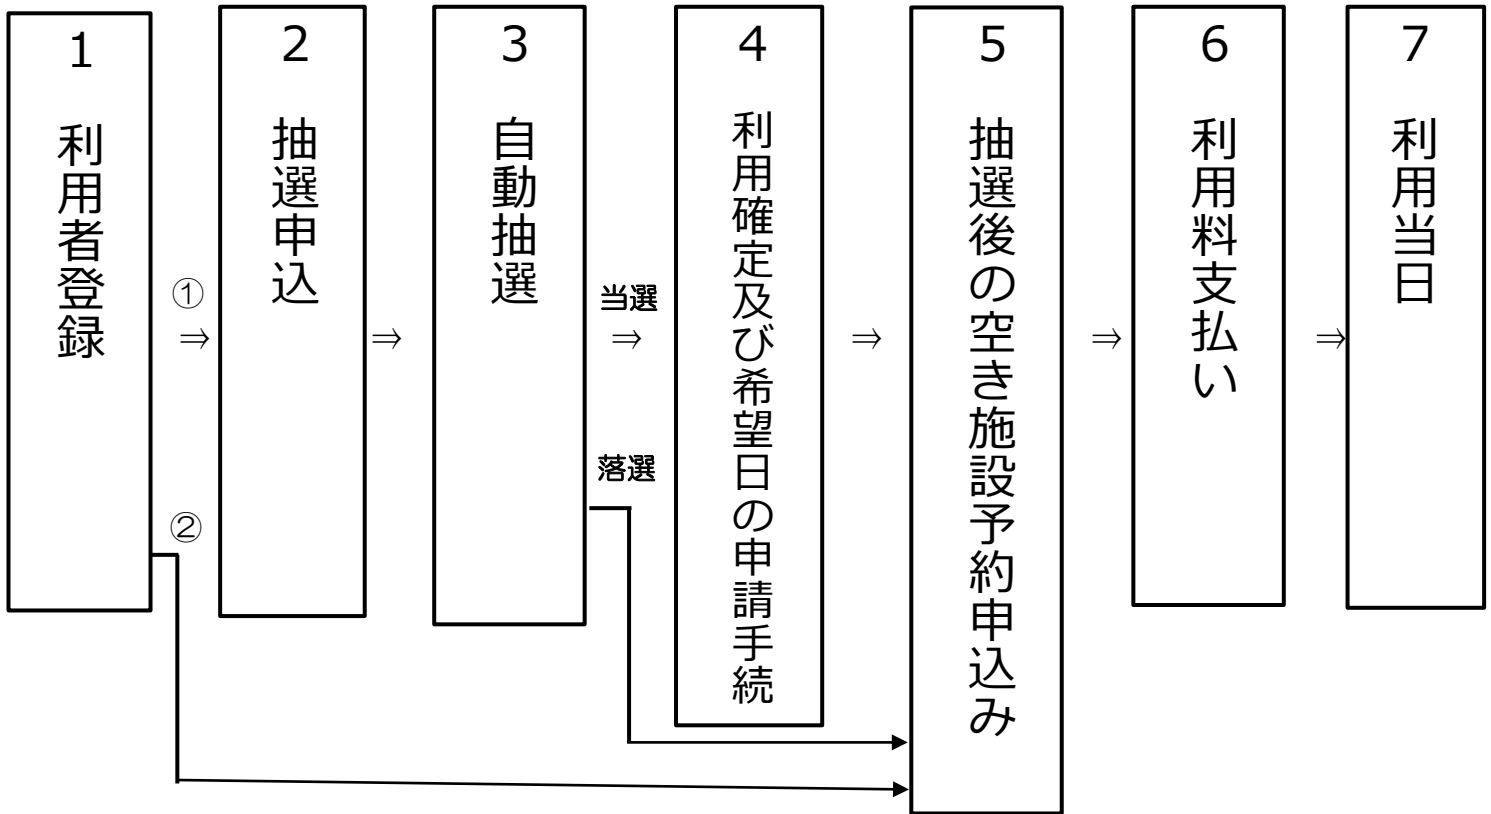 １
利用者登録
①
⇒
②
２
抽選申込
⇒
３
自動抽選
当選
⇒
落選
４
利用確定及び希望日の申請手続
⇒
５
抽選後の空き施設予約申込み
⇒
６
利用料支払い
⇒
７
利用当日